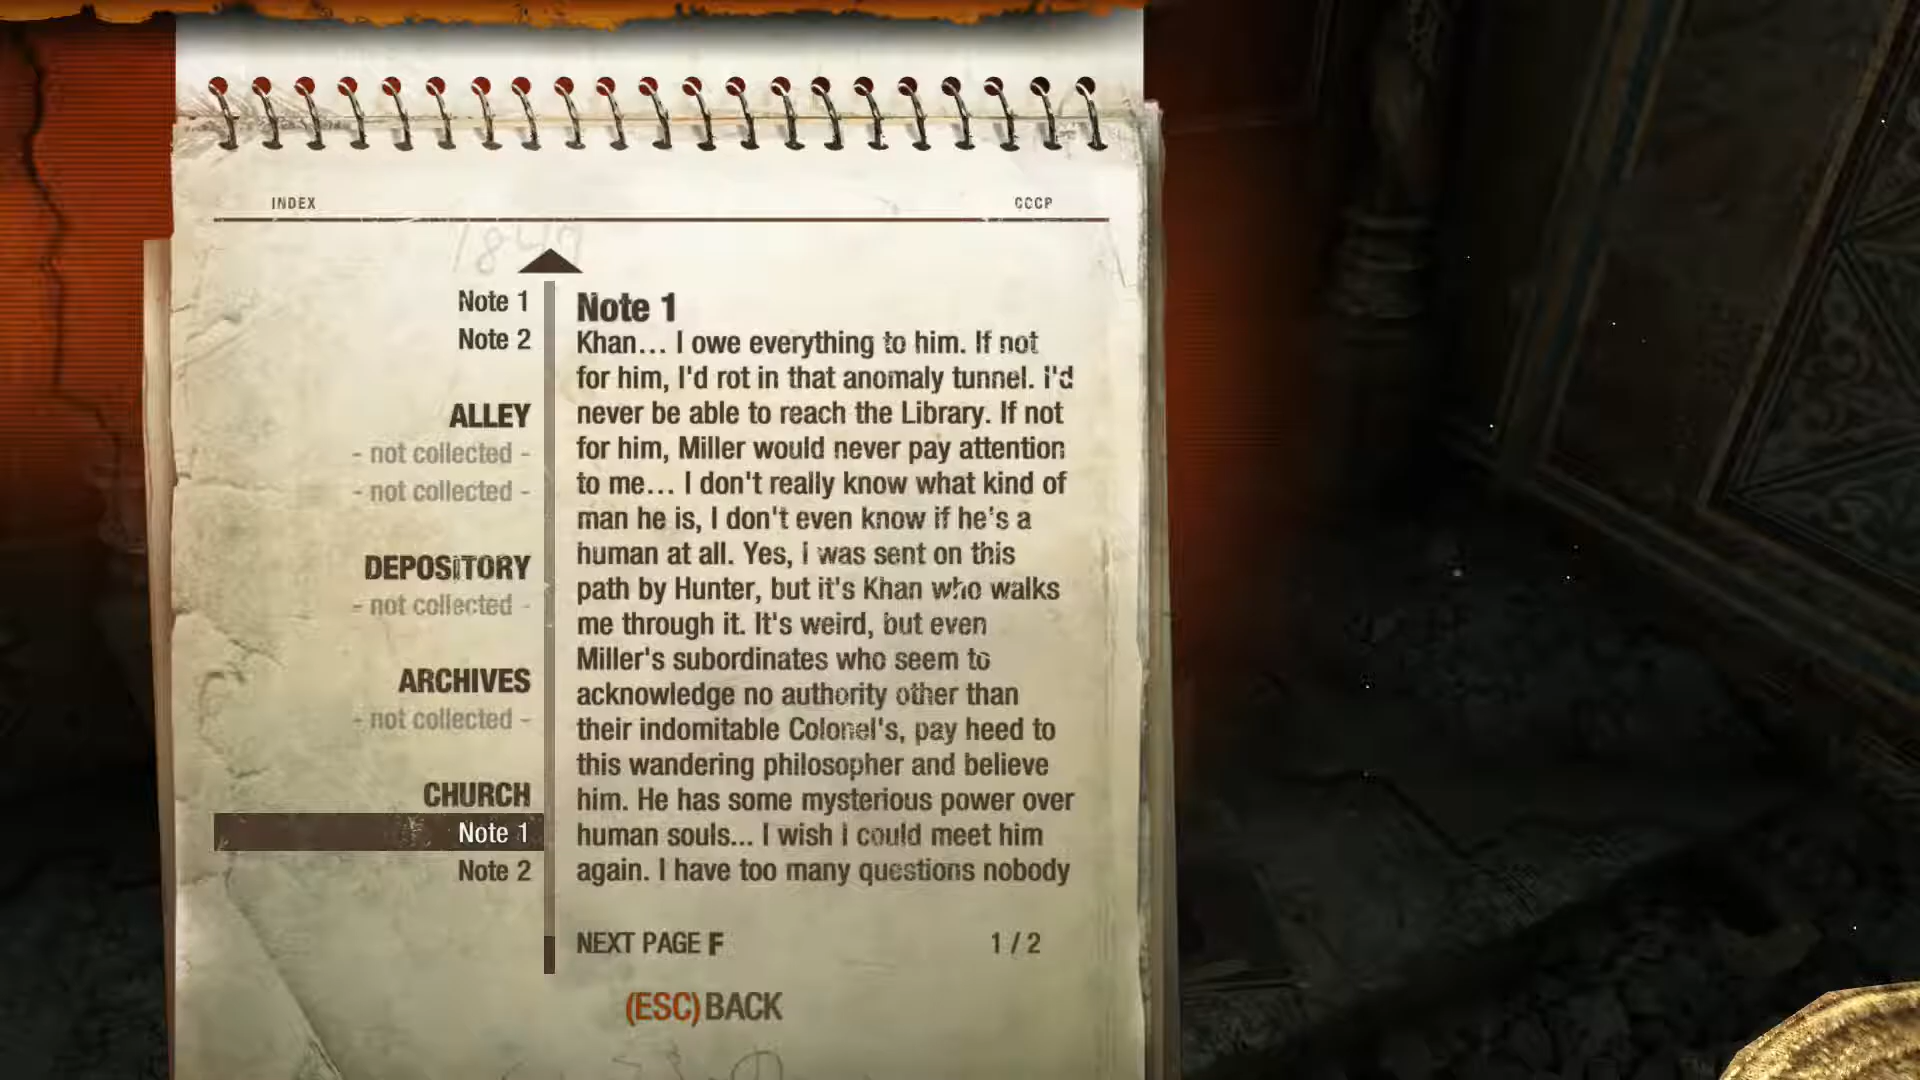 INDEX
CCCP
1840
Note 1
Note 2
ALLEY
- not collected -
- not collected -
DEPOSITORY
- not collected -
ARCHIVES
- not collected -
CHURCH
Note 1
Note 2
Note 1
Khan... I owe everything to him. If not
for him, I'd rot in that anomaly tunnel. I'd
never be able to reach the Library. If not
for him, Miller would never pay attention
to me... I don't really know what kind of
man he is, I don't even know if he's a
human at all. Yes, I was sent on this
path by Hunter, but it's Khan who walks
me through it. It's weird, but even
Miller's subordinates who seem to
acknowledge no authority other than
their indomitable Colonel's, pay heed to
this wandering philosopher and believe
him. He has some mysterious power over
human souls... I wish I could meet him
again. I have too many questions nobody
NEXT PAGE F
1 / 2
(ESC) BACK